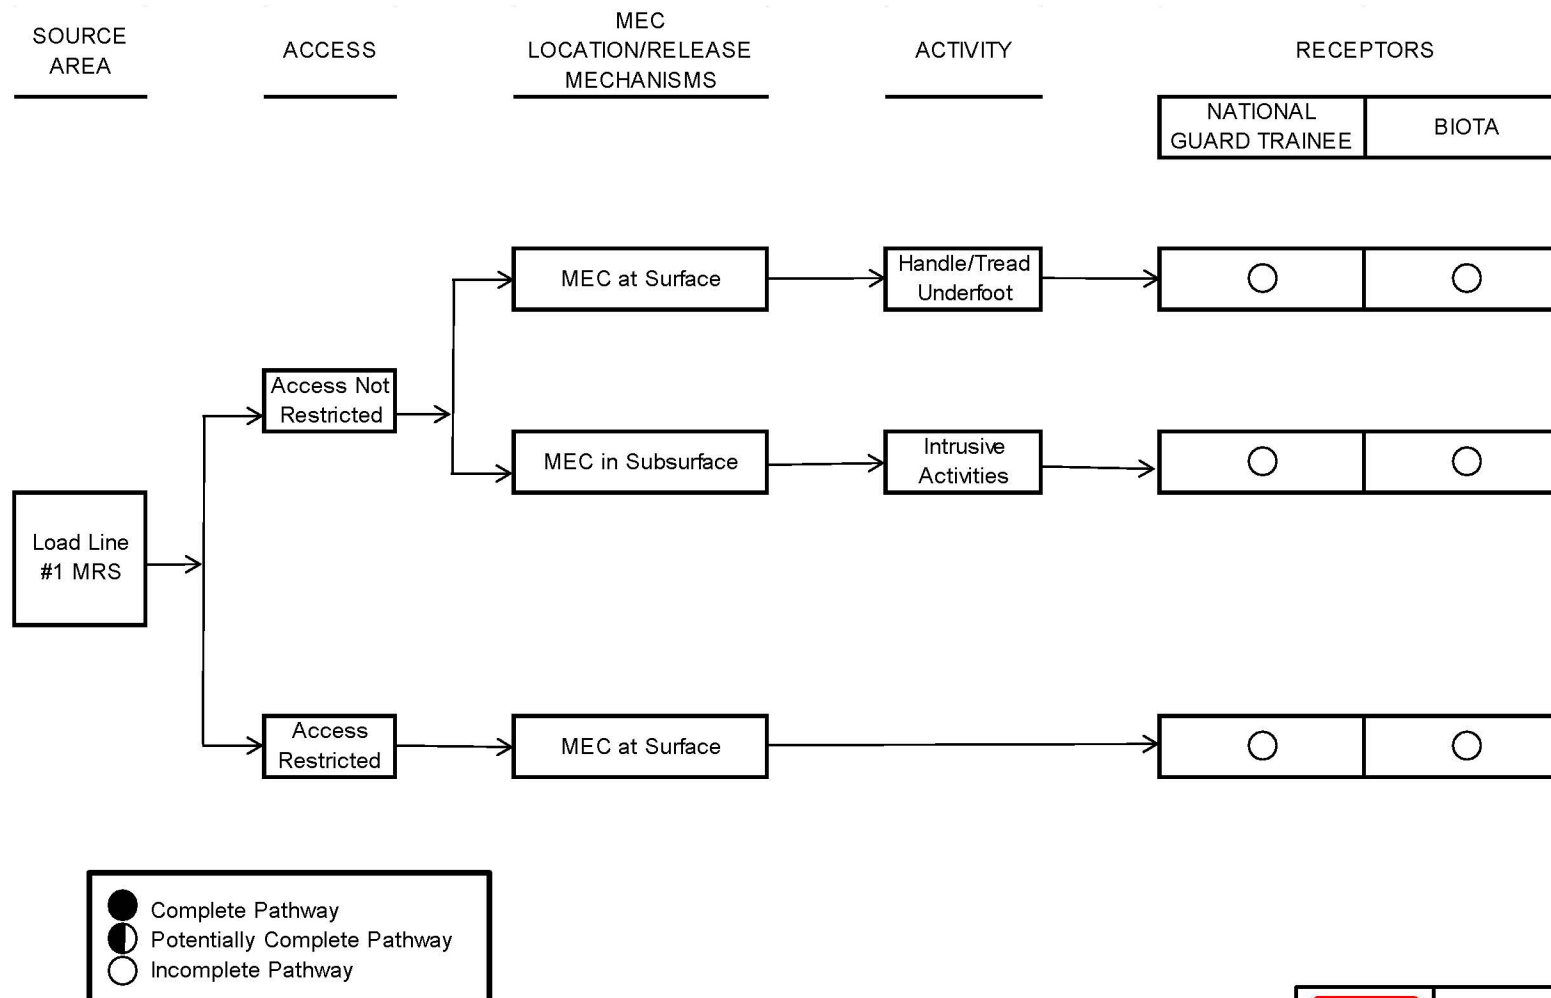 SOURCE
AREA
ACCESS
MEC
LOCATION/RELEASE
MECHANISMS
ACTIVITY
RECEPTORS
NATIONAL
GUARD TRAINEE
BIOTA
MEC at Surface
Handle/Tread
Underfoot
Access Not
Restricted
MEC in Subsurface
Intrusive
Activities
Load Line
#1 MRS
Access
Restricted
MEC at Surface
Complete Pathway
Potentially Complete Pathway
Incomplete Pathway